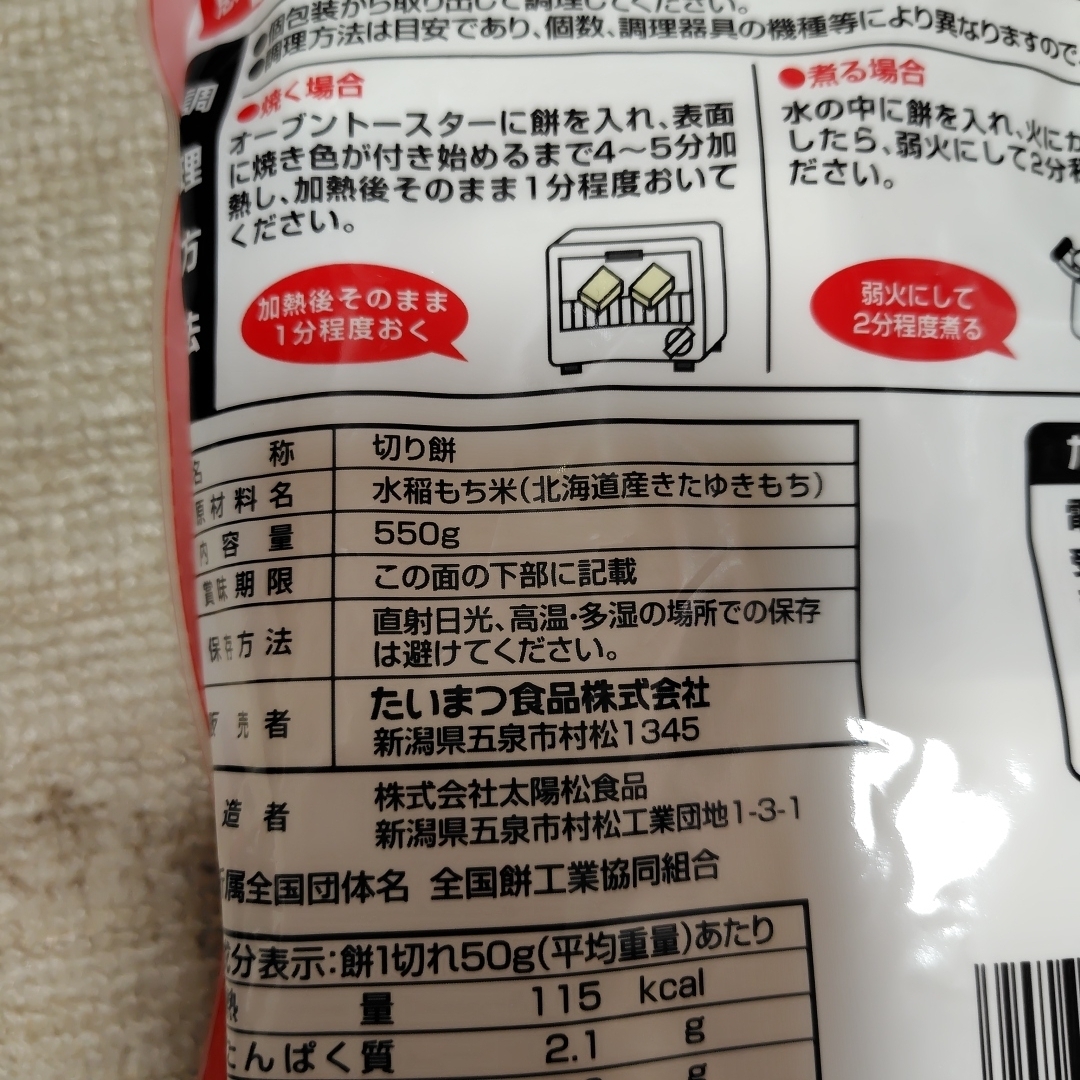 個包装から取り出して調理してください。
●調理方法は目安であり、個数、調理器具の機種等により異なりますので
調理方法
●焼く場合
オーブントースターに餅を入れ、表面
に焼き色が付き始めるまで4〜5分加
熱し、加熱後そのまま1分程度おいて
ください。
加熱後そのまま
1分程度おく
●煮る場合
水の中に餅を入れ、火に
したら、弱火にして2分
ださい。
弱火にして
2分程度煮る
名称 切り餅
原材料名 水稲もち米(北海道産きたゆきもち)
内容量 550g
賞味期限 この面の下部に記載
保存方法 直射日光、高温・多湿の場所での保存
は避けてください。
販売者 たいまつ食品株式会社
新潟県五泉市村松1345
造者 株式会社太陽松食品
新潟県五泉市村松工業団地1-3-1
属全国団体名 全国餅工業協同組合
分表示:餅1切れ50g(平均重量)あたり
量 115 kcal
たんぱく質 2.1 g
g